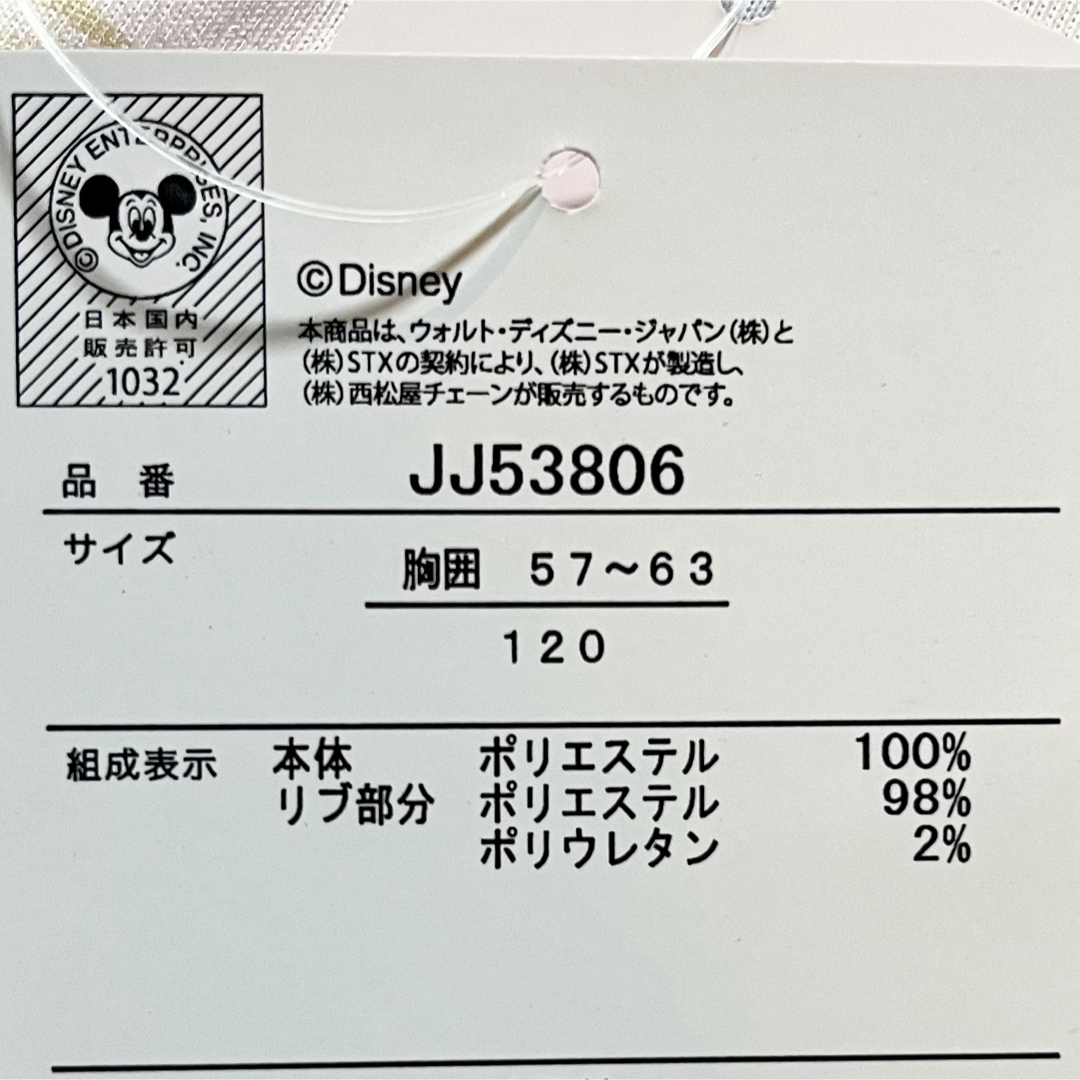 ©DISNEY ENTERPRISES, INC.
日本国内
販売許可
1032
©Disney
本商品は、ウォルト・ディズニー・ジャパン(株)と
(株)STXの契約により、(株)STXが製造し、
(株)西松屋チェーンが販売するものです。
品 番 JJ53806
サイズ 胸囲 57〜63
120
組成表示 本体 ポリエステル 100%
リブ部分 ポリエステル 98%
ポリウレタン 2%